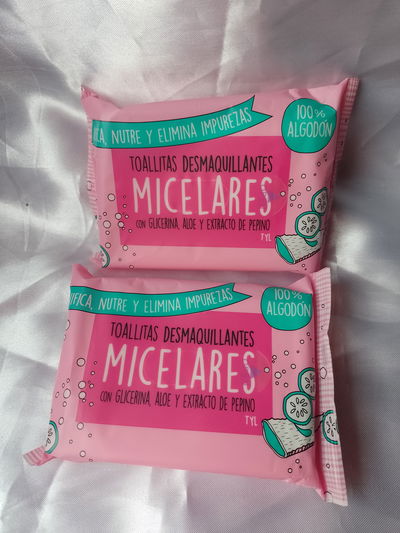 FICA, NUTRE Y ELIMINA IMPUREZAS
100%
ALGODÓN
TOALLITAS DESMAQUILLANTES
MICELARES
CON GLICERINA, ALOE Y EXTRACTO DE PEPINO
TYL
IFICA, NUTRE Y ELIMINA IMPUREZAS
100%
ALGODÓN
TOALLITAS DESMAQUILLANTES
MICELARES
CON GLICERINA, ALOE Y EXTRACTO DE PEPINO
TYL